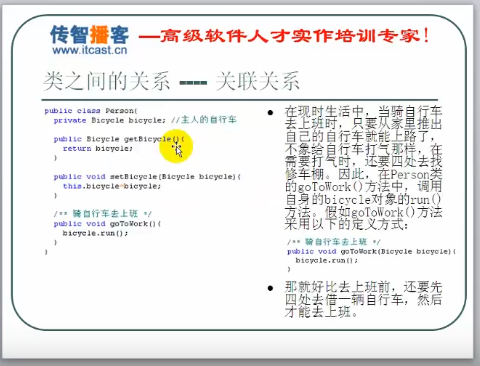 传智播客
www.itcast.cn
—高级软件人才实作培训专家!
类之间的关系 ---- 关联关系
public class Person{
private Bicycle bicycle; //主人的自行车
public Bicycle getBicycle(){
return bicycle;
}
public void setBicycle(Bicycle bicycle){
this.bicycle=bicycle;
}
/** 骑自行车去上班 */
public void goToWork(){
bicycle.run();
}
}
● 在现时生活中，当骑自行车
去上班时，只要从家里推出
自己的自行车就能上路了，
不象给自行车打气那样，在
需要打气时，还要四处去找
修车棚。因此，在Person类
的goToWork()方法中，调用
自身的bicycle对象的run()
方法。假如goToWork()方法
采用以下的定义方式：
/** 骑自行车去上班 */
public void goToWork(Bicycle bicycle){
bicycle.run();
}
● 那就好比去上班前，还要先
四处去借一辆自行车，然后
才能去上班。